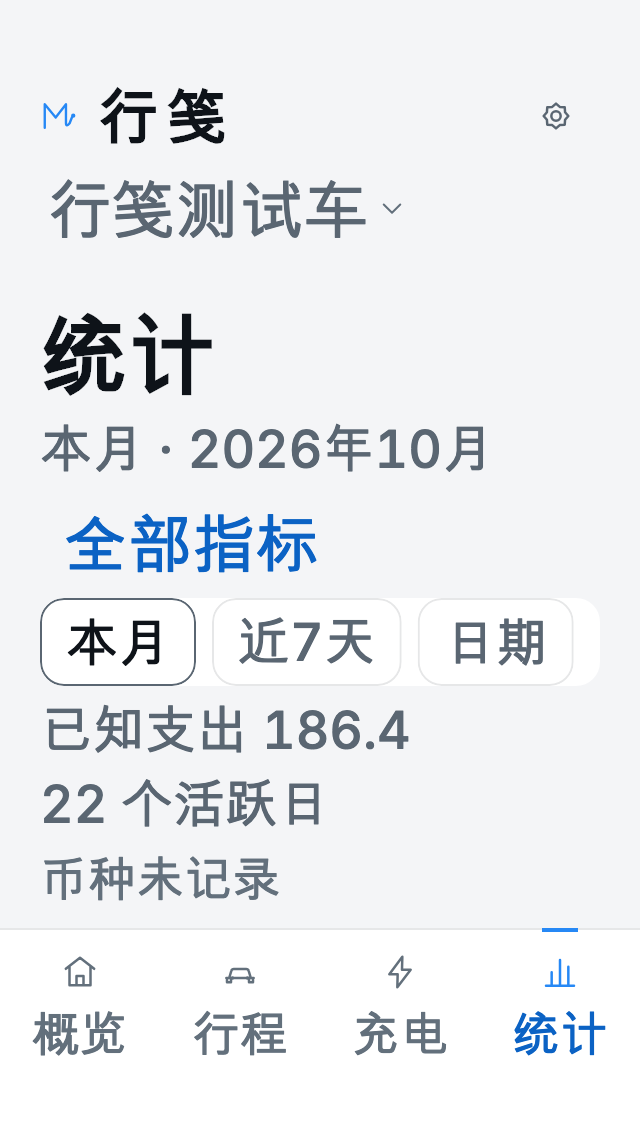 行笺
行笺测试车
统计
本月 · 2026年10月
全部指标
本月 近7天 日期
已知支出 186.4
22 个活跃日
币种未记录
概览 行程 充电 统计